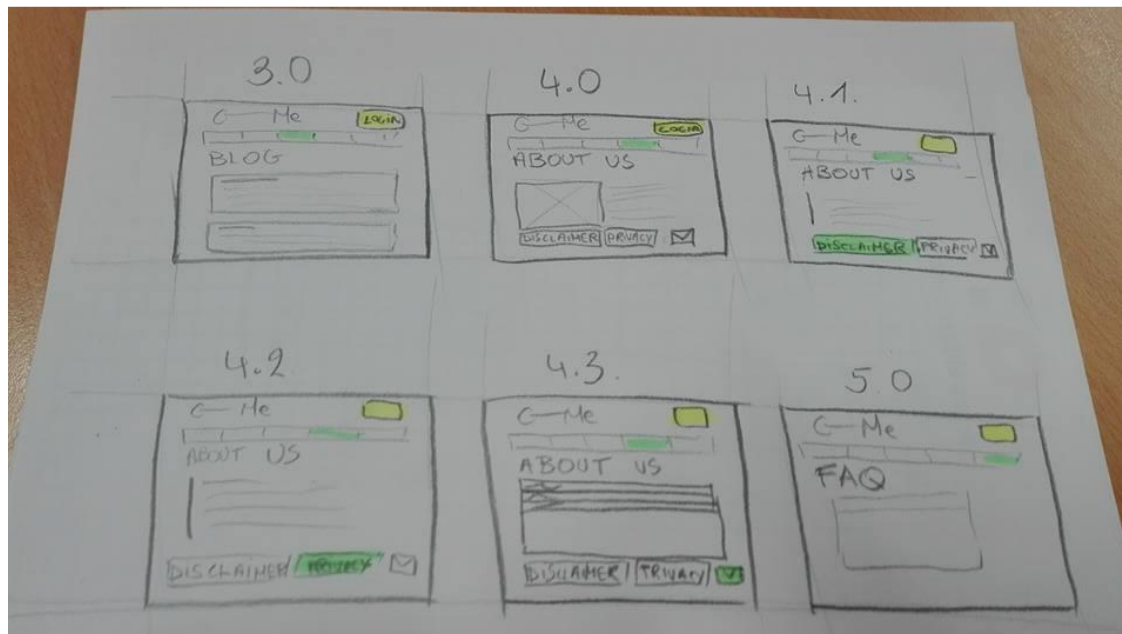 3.0
C-Me LOGIN
BLOG
4.0
C-Me LOGIN
ABOUT US
DISCLAIMER PRIVACY
4.1.
C-Me
ABOUT US
DISCLAIMER PRIVACY
4.2
C-Me
ABOUT US
DISCLAIMER PRIVACY
4.3.
C-Me
ABOUT US
DISCLAIMER PRIVACY
5.0
C-Me
FAQ